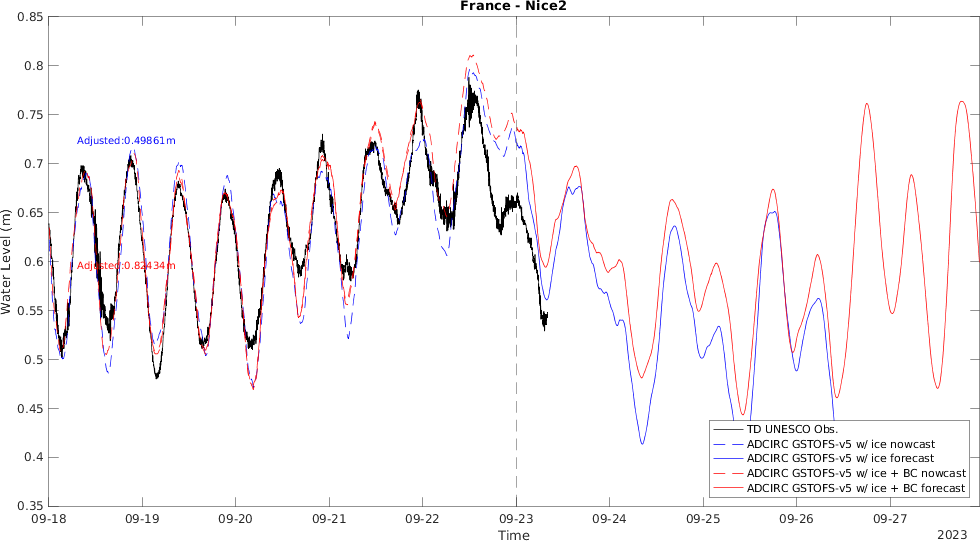 France - Nice2
0.85
0.8
0.75
0.7
0.65
0.6
0.55
0.5
0.45
0.4
0.35
Water Level (m)
Adjusted:0.49861m
Adjusted:0.82434m
TD UNESCO Obs.
ADCIRC GSTOFS-v5 w/ ice nowcast
ADCIRC GSTOFS-v5 w/ ice forecast
ADCIRC GSTOFS-v5 w/ ice + BC nowcast
ADCIRC GSTOFS-v5 w/ ice + BC forecast
09-18 09-19 09-20 09-21 09-22 09-23 09-24 09-25 09-26 09-27
Time
2023